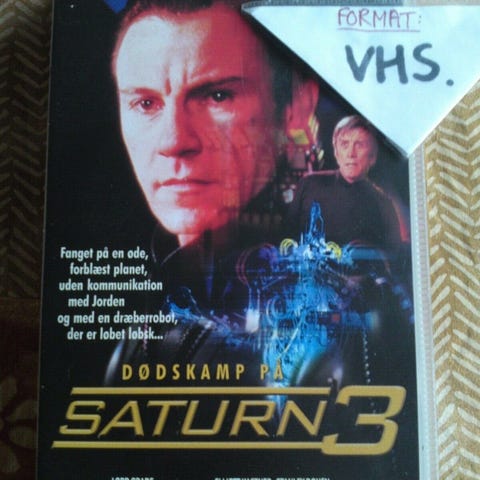 FORMAT:
VHS.
Fanget på en øde,
forblæst planet,
uden kommunikation
med Jorden
og med en dræberrobot,
der er løbet løbsk...
DØDSKAMP PÅ
SATURN 3